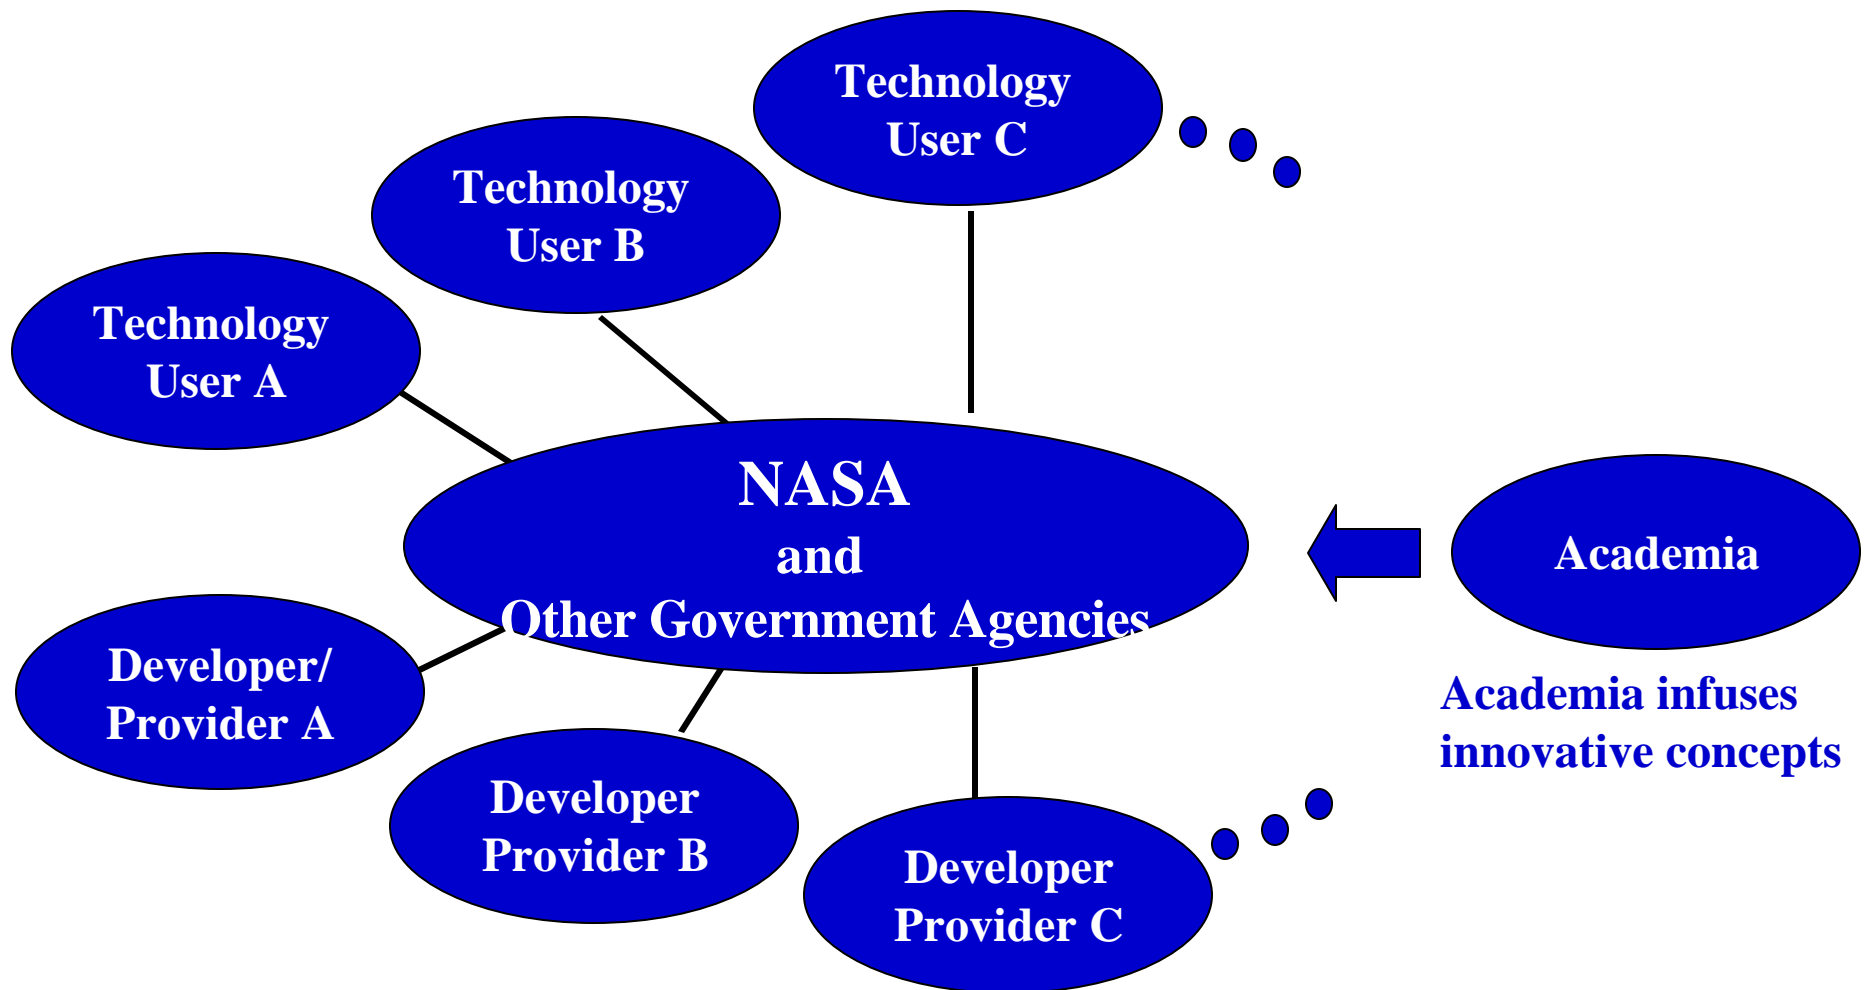 Technology
User C
Technology
User B
Technology
User A
NASA
and
Other Government Agencies
Academia
Academia infuses
innovative concepts
Developer/
Provider A
Developer
Provider B
Developer
Provider C